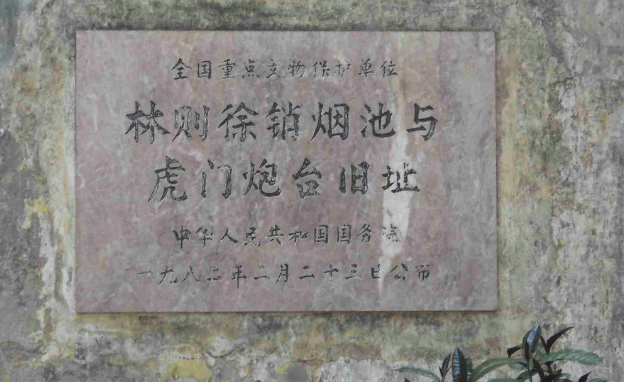 全国重点文物保护单位
林则徐销烟池与
虎门炮台旧址
中华人民共和国国务院
一九八二年二月二十三日公布